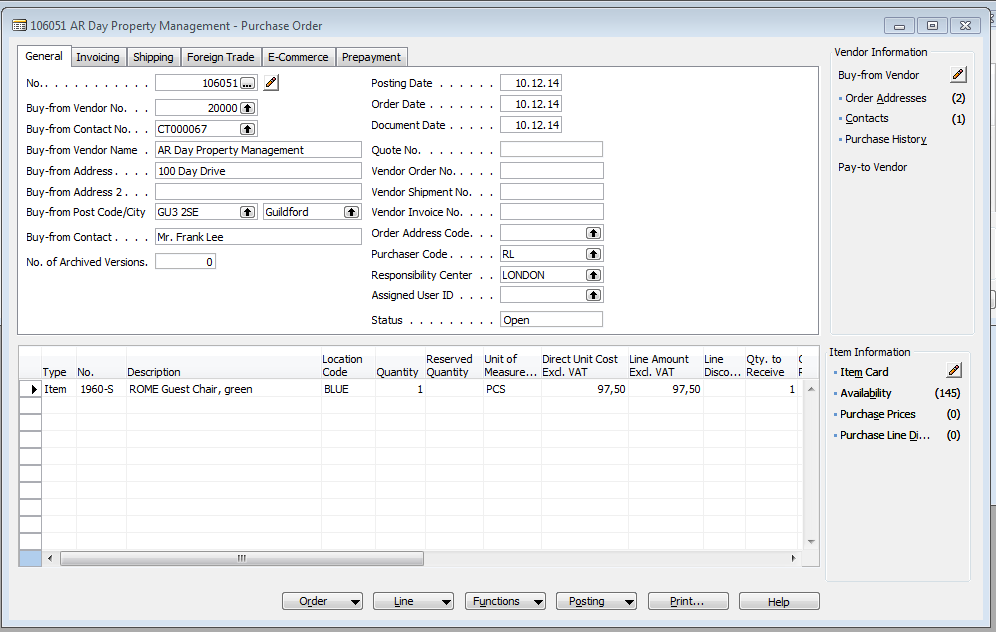 106051 AR Day Property Management - Purchase Order
General Invoicing Shipping Foreign Trade E-Commerce Prepayment
No. . . . . . . . . . . . 106051 ...
Buy-from Vendor No. . . 20000
Buy-from Contact No. . . CT000067
Buy-from Vendor Name . AR Day Property Management
Buy-from Address . . . . 100 Day Drive
Buy-from Address 2 . . .
Buy-from Post Code/City GU3 2SE Guildford
Buy-from Contact . . . . Mr. Frank Lee
No. of Archived Versions. 0
Posting Date . . . . . . 10.12.14
Order Date . . . . . . . 10.12.14
Document Date . . . . . 10.12.14
Quote No. . . . . . . . .
Vendor Order No. . . . .
Vendor Shipment No. . .
Vendor Invoice No. . . .
Order Address Code. . .
Purchaser Code . . . . . RL
Responsibility Center . . LONDON
Assigned User ID . . . .
Status . . . . . . . . . Open
Vendor Information
Buy-from Vendor
Order Addresses (2)
Contacts (1)
Purchase History
Pay-to Vendor
Type No. Description Location Code Quantity Reserved Quantity Unit of Measure... Direct Unit Cost Excl. VAT Line Amount Excl. VAT Line Disco... Qty. to Receive
Item 1960-S ROME Guest Chair, green BLUE 1 PCS 97,50 97,50 1
Item Information
Item Card
Availability (145)
Purchase Prices (0)
Purchase Line Di... (0)
Order Line Functions Posting Print... Help